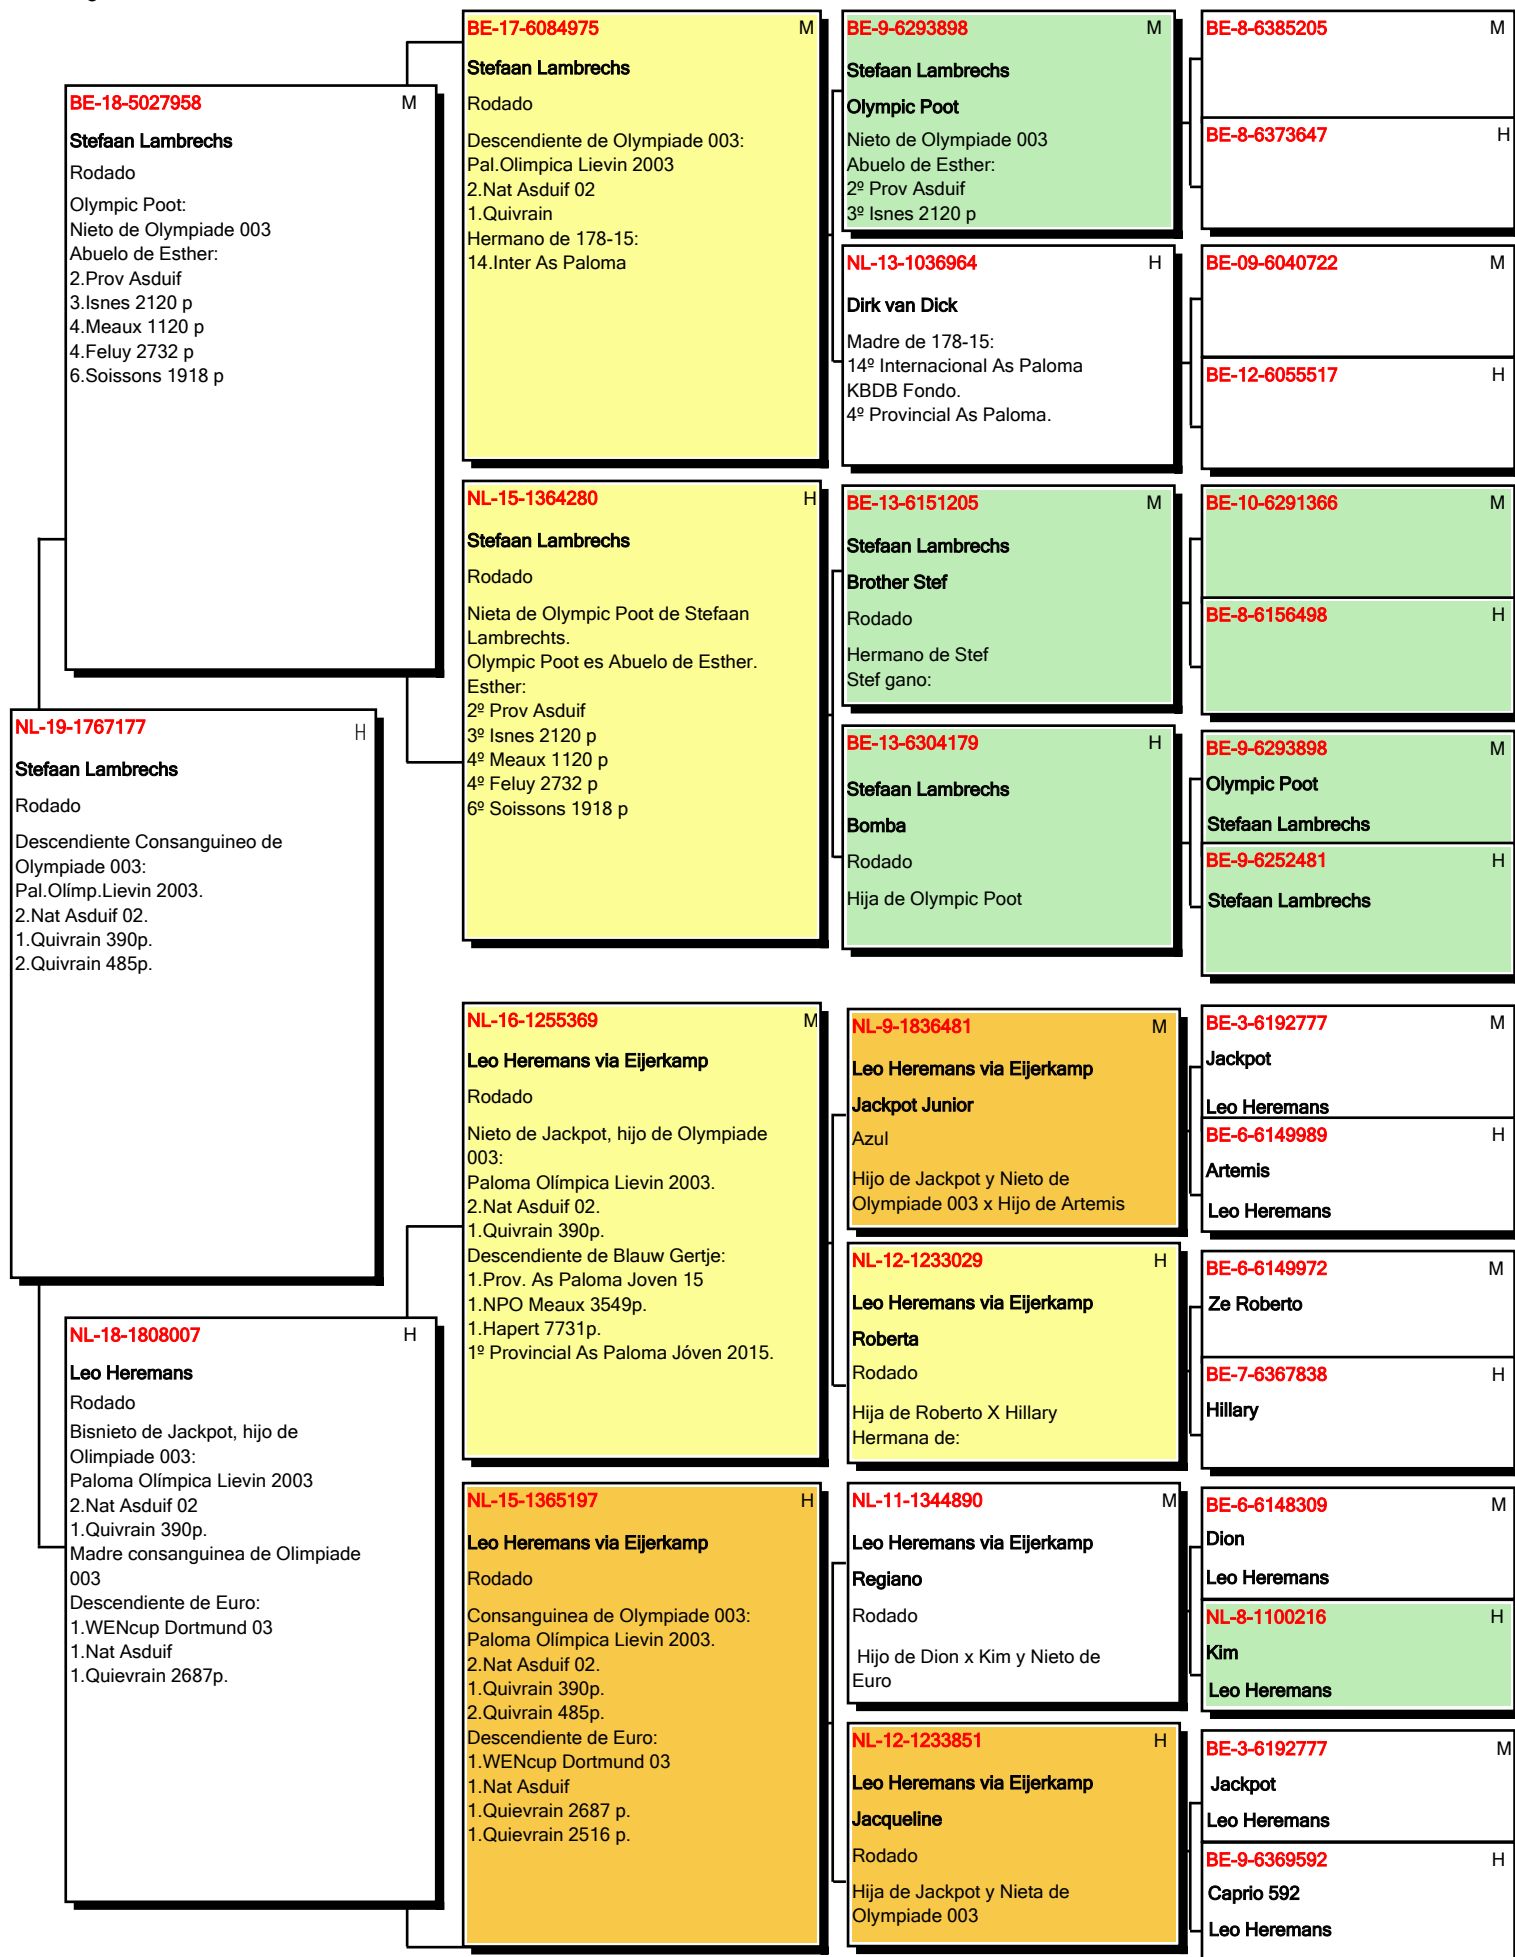 NL-19-1767177 H
Stefaan Lambrechs
Rodado
Descendiente Consanguineo de
Olympiade 003:
Pal.Olímp.Lievin 2003.
2.Nat Asduif 02.
1.Quivrain 390p.
2.Quivrain 485p.
BE-18-5027958 M
Stefaan Lambrechs
Rodado
Olympic Poot:
Nieto de Olympiade 003
Abuelo de Esther:
2.Prov Asduif
3.Isnes 2120 p
4.Meaux 1120 p
4.Feluy 2732 p
6.Soissons 1918 p
NL-18-1808007 H
Leo Heremans
Rodado
Bisnieto de Jackpot, hijo de
Olimpiade 003:
Paloma Olímpica Lievin 2003
2.Nat Asduif 02
1.Quivrain 390p.
Madre consanguinea de Olimpiade
003
Descendiente de Euro:
1.WENcup Dortmund 03
1.Nat Asduif
1.Quievrain 2687p.
BE-17-6084975 M
Stefaan Lambrechs
Rodado
Descendiente de Olympiade 003:
Pal.Olimpica Lievin 2003
2.Nat Asduif 02
1.Quivrain
Hermano de 178-15:
14.Inter As Paloma
NL-15-1364280 H
Stefaan Lambrechs
Rodado
Nieta de Olympic Poot de Stefaan
Lambrechts.
Olympic Poot es Abuelo de Esther.
Esther:
2º Prov Asduif
3º Isnes 2120 p
4º Meaux 1120 p
4º Feluy 2732 p
6º Soissons 1918 p
NL-16-1255369 M
Leo Heremans via Eijerkamp
Rodado
Nieto de Jackpot, hijo de Olympiade
003:
Paloma Olímpica Lievin 2003.
2.Nat Asduif 02.
1.Quivrain 390p.
Descendiente de Blauw Gertje:
1.Prov. As Paloma Joven 15
1.NPO Meaux 3549p.
1.Hapert 7731p.
1º Provincial As Paloma Jóven 2015.
NL-15-1365197 H
Leo Heremans via Eijerkamp
Rodado
Consanguinea de Olympiade 003:
Paloma Olímpica Lievin 2003.
2.Nat Asduif 02.
1.Quivrain 390p.
2.Quivrain 485p.
Descendiente de Euro:
1.WENcup Dortmund 03
1.Nat Asduif
1.Quievrain 2687 p.
1.Quievrain 2516 p.
BE-9-6293898 M
Stefaan Lambrechs
Olympic Poot
Nieto de Olympiade 003
Abuelo de Esther:
2º Prov Asduif
3º Isnes 2120 p
NL-13-1036964 H
Dirk van Dick
Madre de 178-15:
14º Internacional As Paloma
KBDB Fondo.
4º Provincial As Paloma.
BE-13-6151205 M
Stefaan Lambrechs
Brother Stef
Rodado
Hermano de Stef
Stef gano:
BE-13-6304179 H
Stefaan Lambrechs
Bomba
Rodado
Hija de Olympic Poot
NL-9-1836481 M
Leo Heremans via Eijerkamp
Jackpot Junior
Azul
Hijo de Jackpot y Nieto de
Olympiade 003 x Hijo de Artemis
NL-12-1233029 H
Leo Heremans via Eijerkamp
Roberta
Rodado
Hija de Roberto X Hillary
Hermana de:
NL-11-1344890 M
Leo Heremans via Eijerkamp
Regiano
Rodado
Hijo de Dion x Kim y Nieto de
Euro
NL-12-1233851 H
Leo Heremans via Eijerkamp
Jacqueline
Rodado
Hija de Jackpot y Nieta de
Olympiade 003
BE-8-6385205 M
BE-8-6373647 H
BE-09-6040722 M
BE-12-6055517 H
BE-10-6291366 M
BE-8-6156498 H
BE-9-6293898 M
Olympic Poot
Stefaan Lambrechs
BE-9-6252481 H
Stefaan Lambrechs
BE-3-6192777 M
Jackpot
Leo Heremans
BE-6-6149989 H
Artemis
Leo Heremans
BE-6-6149972 M
Ze Roberto
BE-7-6367838 H
Hillary
BE-6-6148309 M
Dion
Leo Heremans
NL-8-1100216 H
Kim
Leo Heremans
BE-3-6192777 M
Jackpot
Leo Heremans
BE-9-6369592 H
Caprio 592
Leo Heremans